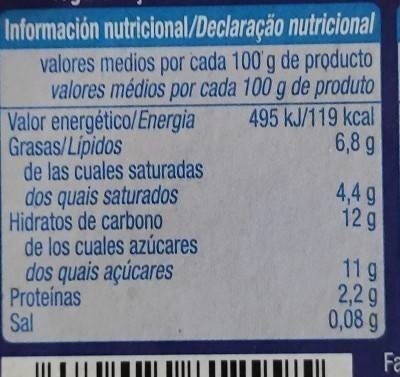 Información nutricional/Declaração nutricional
valores medios por cada 100 g de producto
valores médios por cada 100 g de produto
Valor energético/Energia 495 kJ/119 kcal
Grasas/Lípidos 6,8 g
de las cuales saturadas
dos quais saturados 4,4 g
Hidratos de carbono 12 g
de los cuales azúcares
dos quais açúcares 11 g
Proteínas 2,2 g
Sal 0,08 g
Fa